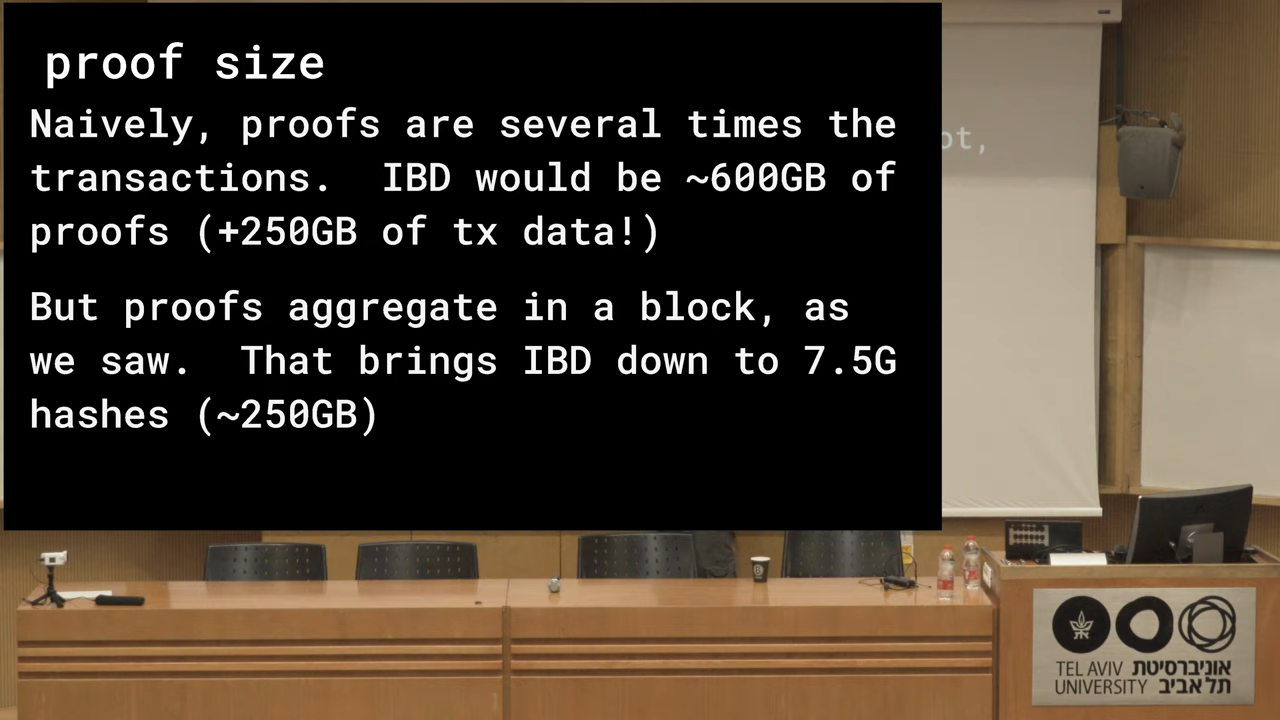 proof size
Naively, proofs are several times the
transactions.  IBD would be ~600GB of
proofs (+250GB of tx data!)
But proofs aggregate in a block, as
we saw.  That brings IBD down to 7.5G
hashes (~250GB)
ot,
TEL AVIV אוניברסיטת
UNIVERSITY תל אביב